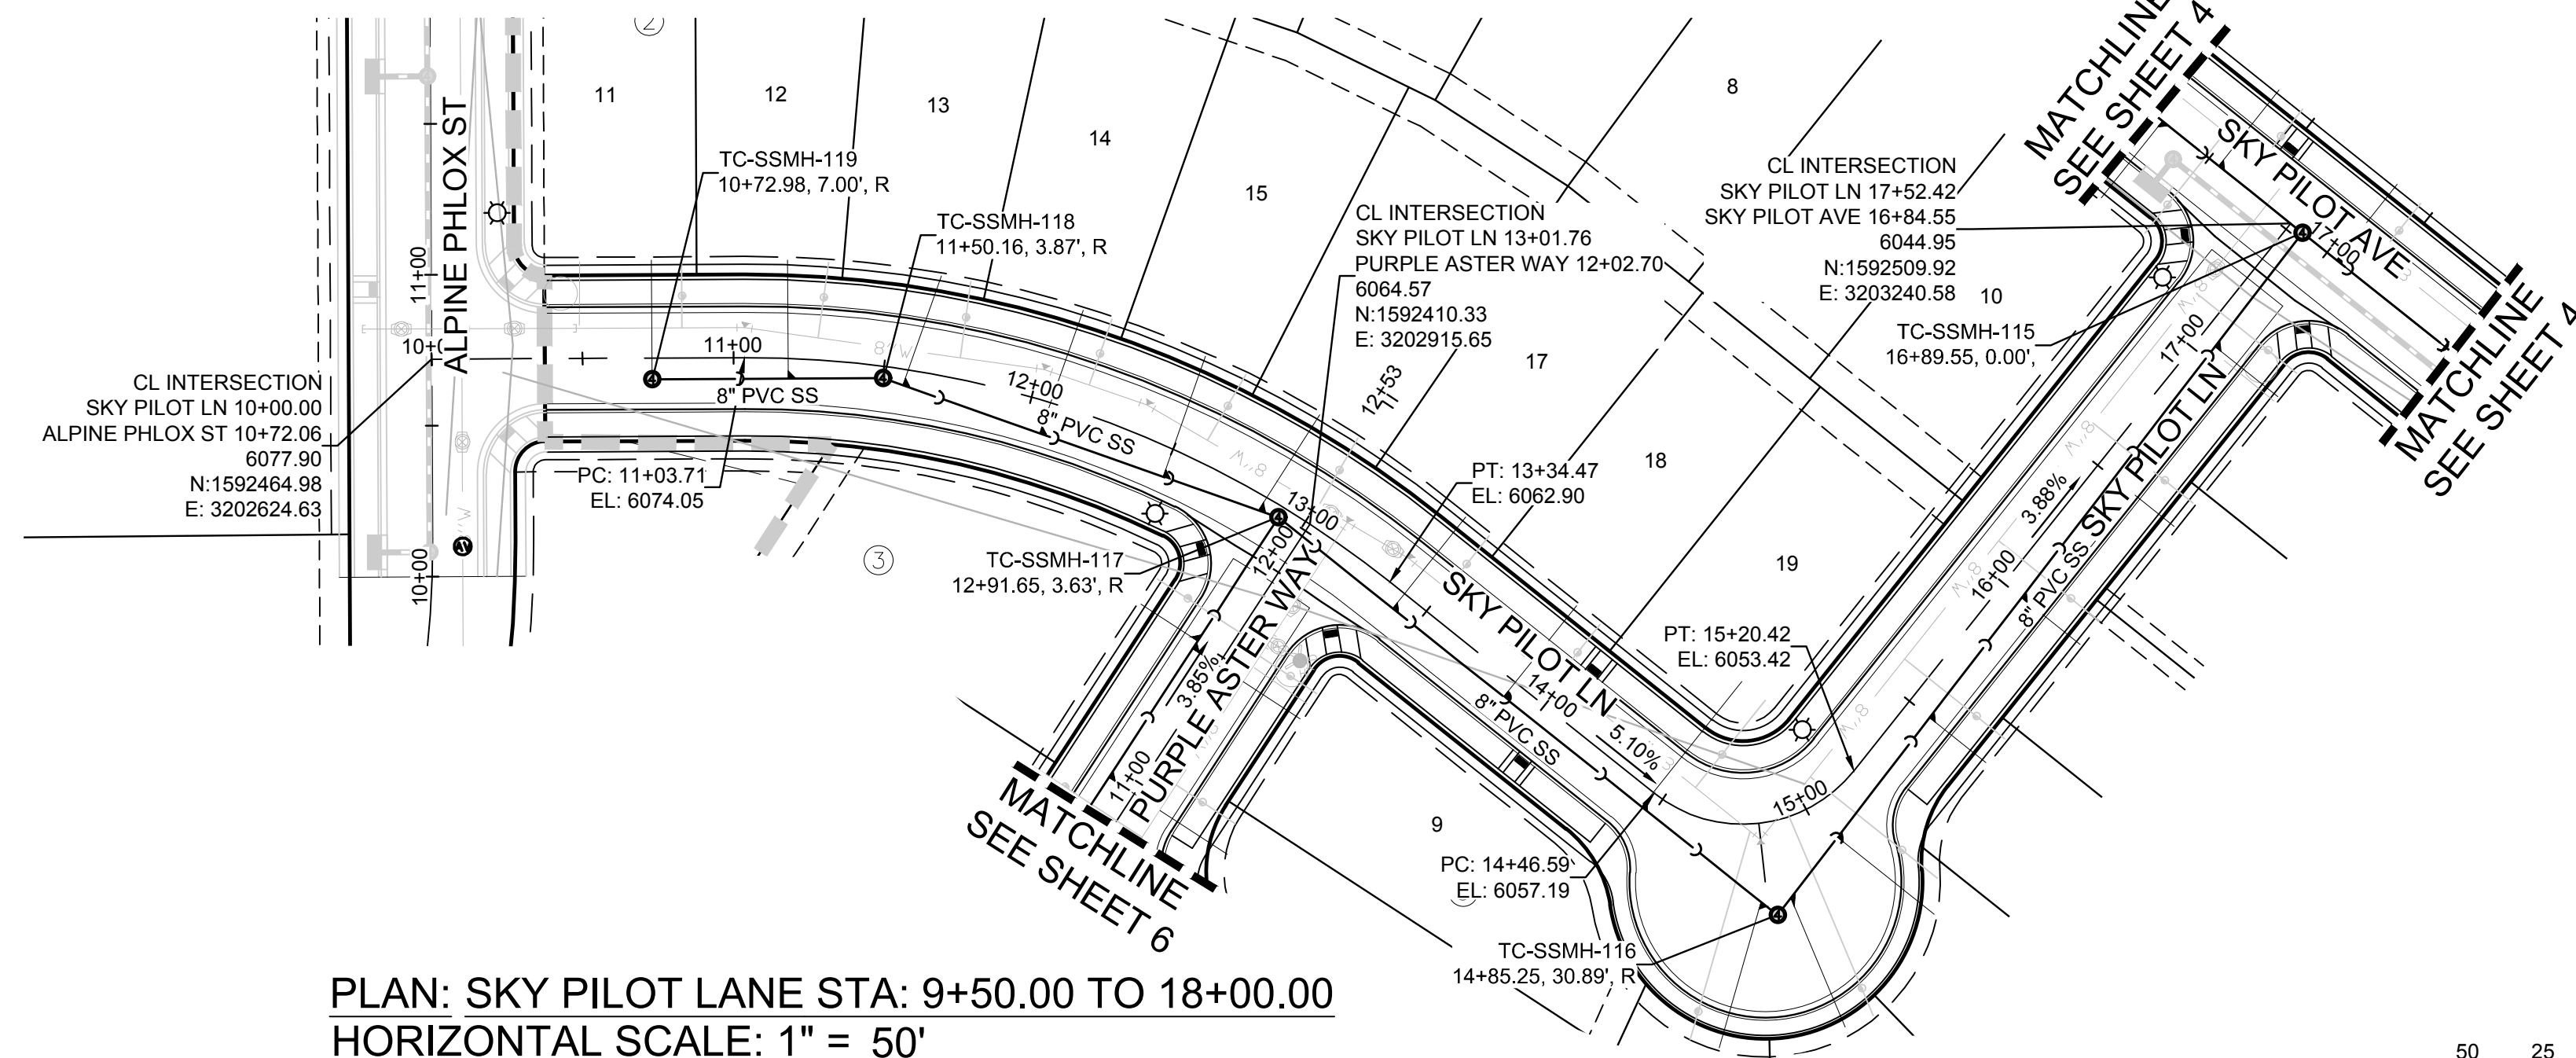 2
11
12
13
14
15
8
17
18
19
10
9
3
ALPINE PHLOX ST
11+00
10+0
10+00
TC-SSMH-119
10+72.98, 7.00', R
TC-SSMH-118
11+50.16, 3.87', R
CL INTERSECTION
SKY PILOT LN 13+01.76
PURPLE ASTER WAY 12+02.70
6064.57
N:1592410.33
E: 3202915.65
CL INTERSECTION
SKY PILOT LN 17+52.42
SKY PILOT AVE 16+84.55
6044.95
N:1592509.92
E: 3203240.58
TC-SSMH-115
16+89.55, 0.00',
MATCHLINE
SEE SHEET 4
SKY PILOT AVE
17+00
MATCHLINE
SEE SHEET 4
CL INTERSECTION
SKY PILOT LN 10+00.00
ALPINE PHLOX ST 10+72.06
6077.90
N:1592464.98
E: 3202624.63
11+00
8" PVC SS
8"W
12+00
8" PVC SS
8"W
12+53
PC: 11+03.71
EL: 6074.05
PT: 13+34.47
EL: 6062.90
13+00
TC-SSMH-117
12+91.65, 3.63', R
12+00
3.85%
PURPLE ASTER WAY
11+00
MATCHLINE
SEE SHEET 6
SKY PILOT LN
14+00
8" PVC SS
5.10%
PT: 15+20.42
EL: 6053.42
15+00
8"W
PC: 14+46.59
EL: 6057.19
TC-SSMH-116
14+85.25, 30.89', R
17+00
8"W
3.88%
SKY PILOT LN
16+00
8"W
8" PVC SS
8"W
PLAN: SKY PILOT LANE STA: 9+50.00 TO 18+00.00
HORIZONTAL SCALE: 1" = 50'
50 25